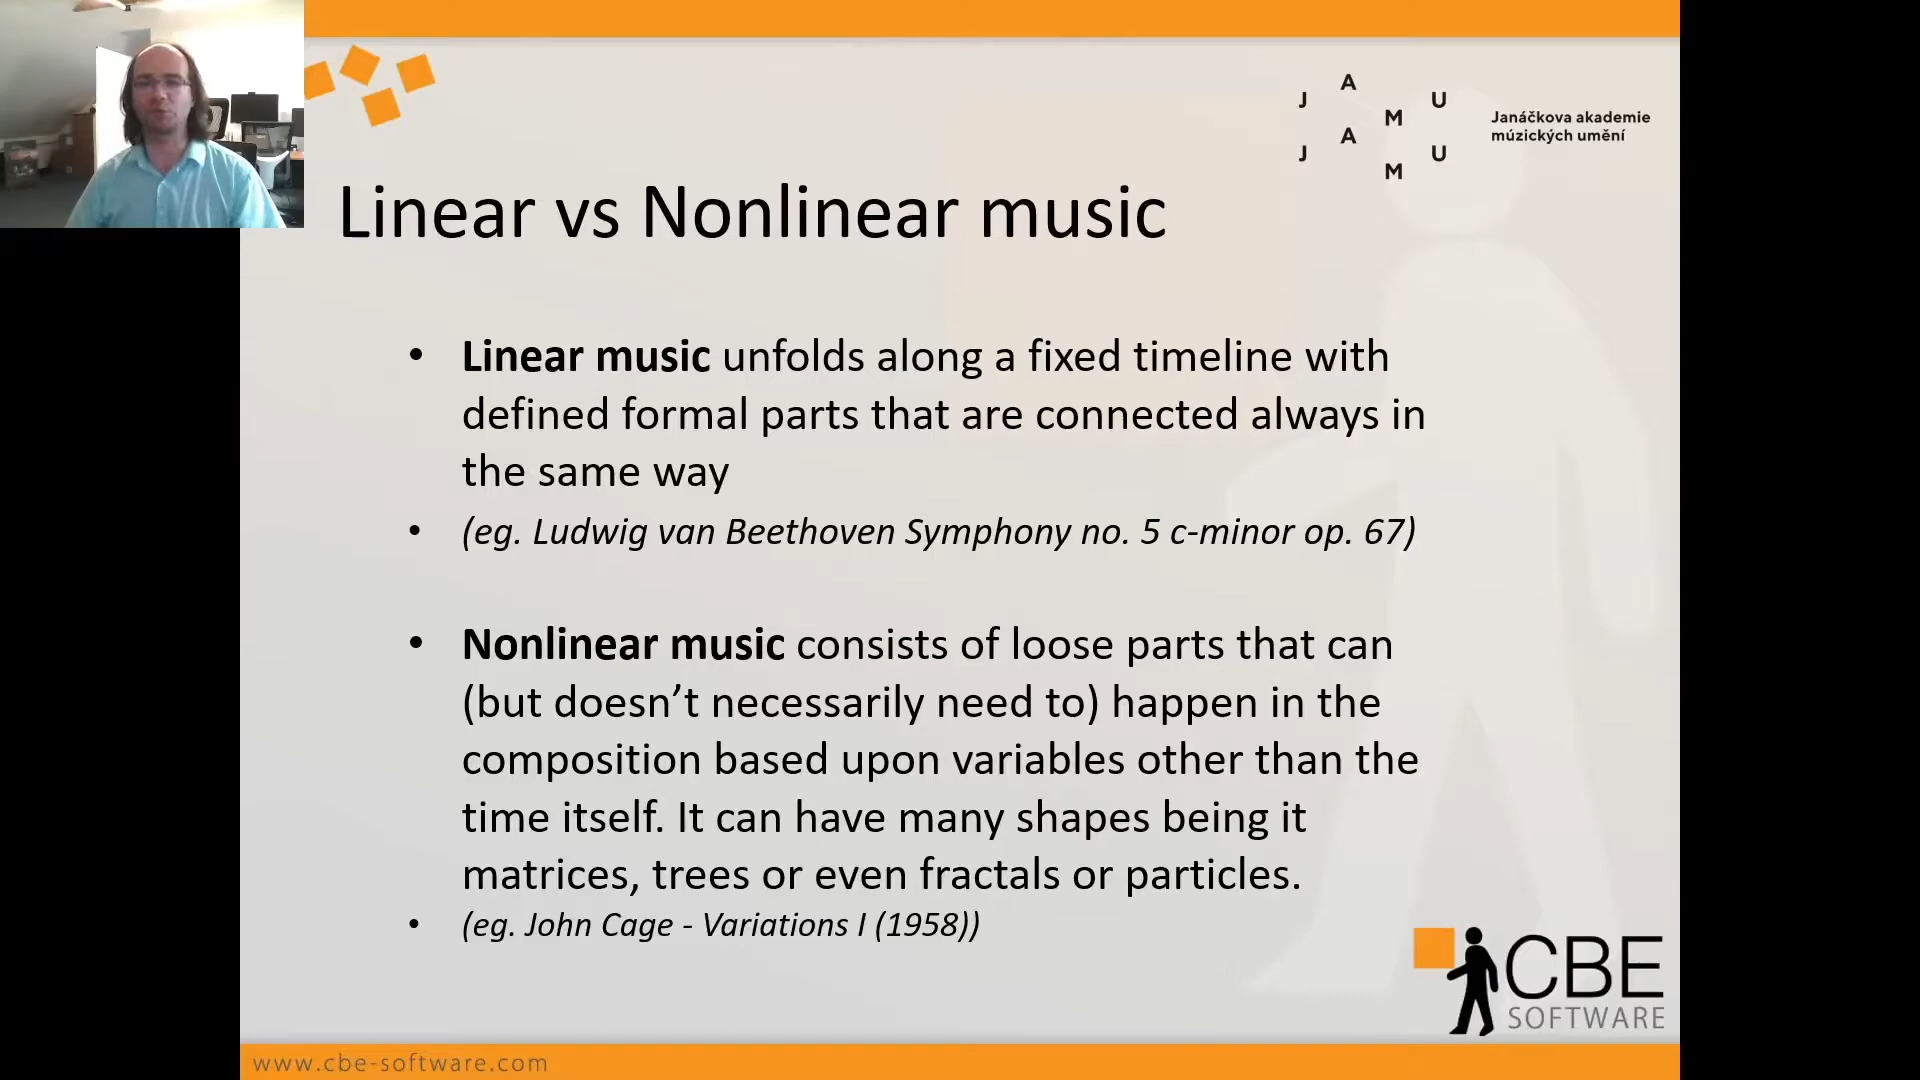 J A M U
J A M U
Janáčkova akademie
múzických umění
Linear vs Nonlinear music
• Linear music unfolds along a fixed timeline with
defined formal parts that are connected always in
the same way
• (eg. Ludwig van Beethoven Symphony no. 5 c-minor op. 67)
• Nonlinear music consists of loose parts that can
(but doesn’t necessarily need to) happen in the
composition based upon variables other than the
time itself. It can have many shapes being it
matrices, trees or even fractals or particles.
• (eg. John Cage - Variations I (1958))
CBE
SOFTWARE
www.cbe-software.com